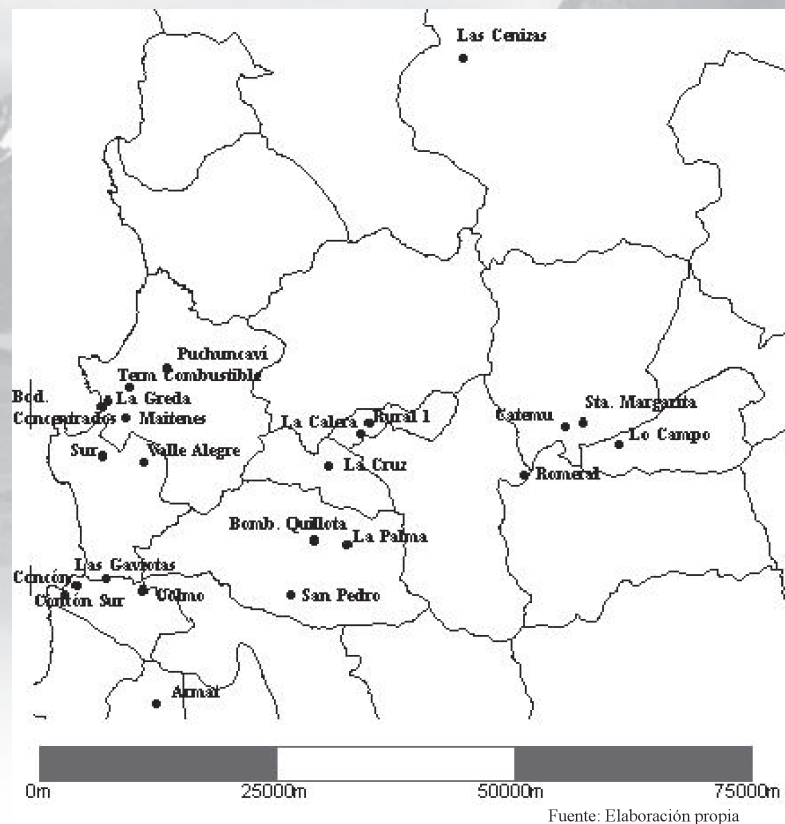 Las Cenizas
Puchuncaví
Term Combustible
Bod.
La Greda
Concentrados
Maitenes
La Calera
Rural 1
Catemu
Sta. Margarita
Lo Campo
Sur
Valle Alegre
La Cruz
Romeral
Bomb. Quillota
La Palma
Las Gaviotas
Concón
Colmo
Concón Sur
San Pedro
0m 25000m 50000m 75000m
Fuente: Elaboración propia